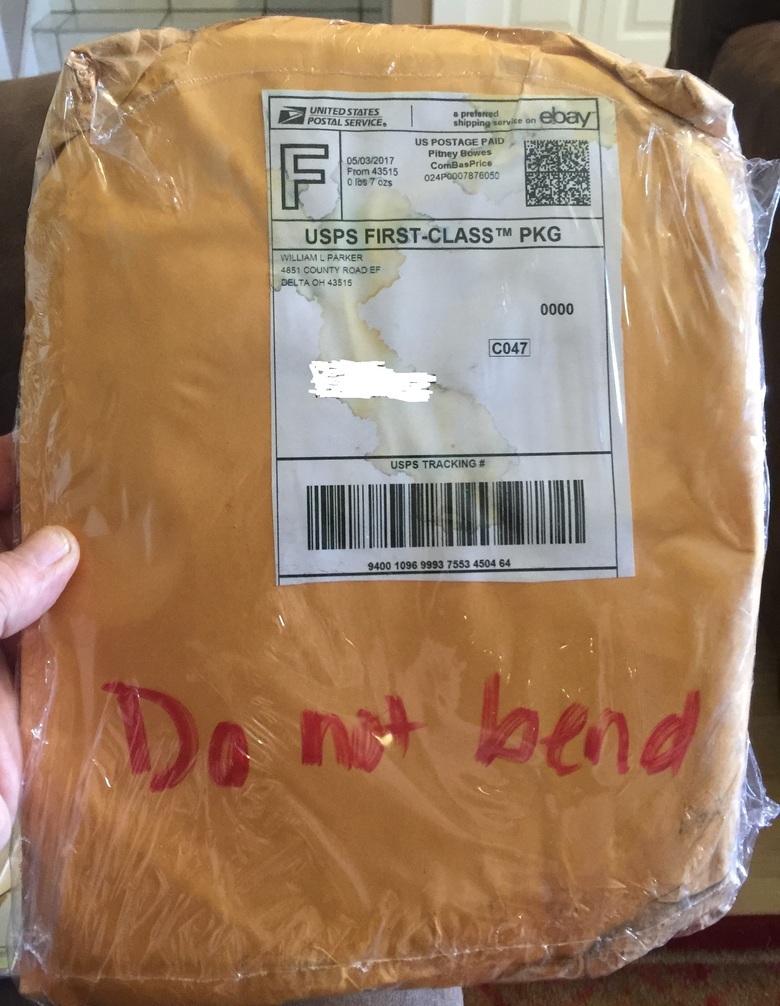 UNITED STATES
POSTAL SERVICE®
a preferred
shipping service on ebay™
F
05/03/2017
From 43515
0 lbs 7 ozs
US POSTAGE PAID
Pitney Bowes
ComBasPrice
024P0007876050
USPS FIRST-CLASS™ PKG
WILLIAM L PARKER
4851 COUNTY ROAD EF
DELTA OH 43515
0000
C047
USPS TRACKING #
9400 1096 9993 7553 4504 64
Do not bend